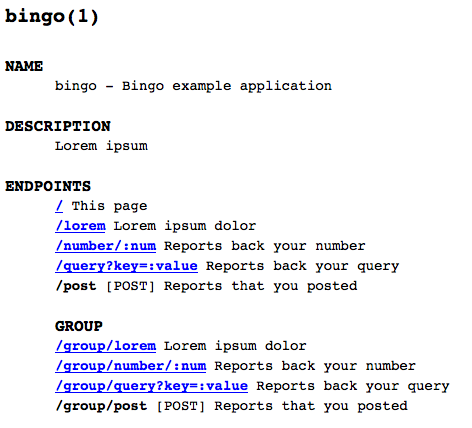 bingo(1)
NAME
bingo - Bingo example application
DESCRIPTION
Lorem ipsum
ENDPOINTS
/ This page
/lorem Lorem ipsum dolor
/number/:num Reports back your number
/query?key=:value Reports back your query
/post [POST] Reports that you posted
GROUP
/group/lorem Lorem ipsum dolor
/group/number/:num Reports back your number
/group/query?key=:value Reports back your query
/group/post [POST] Reports that you posted